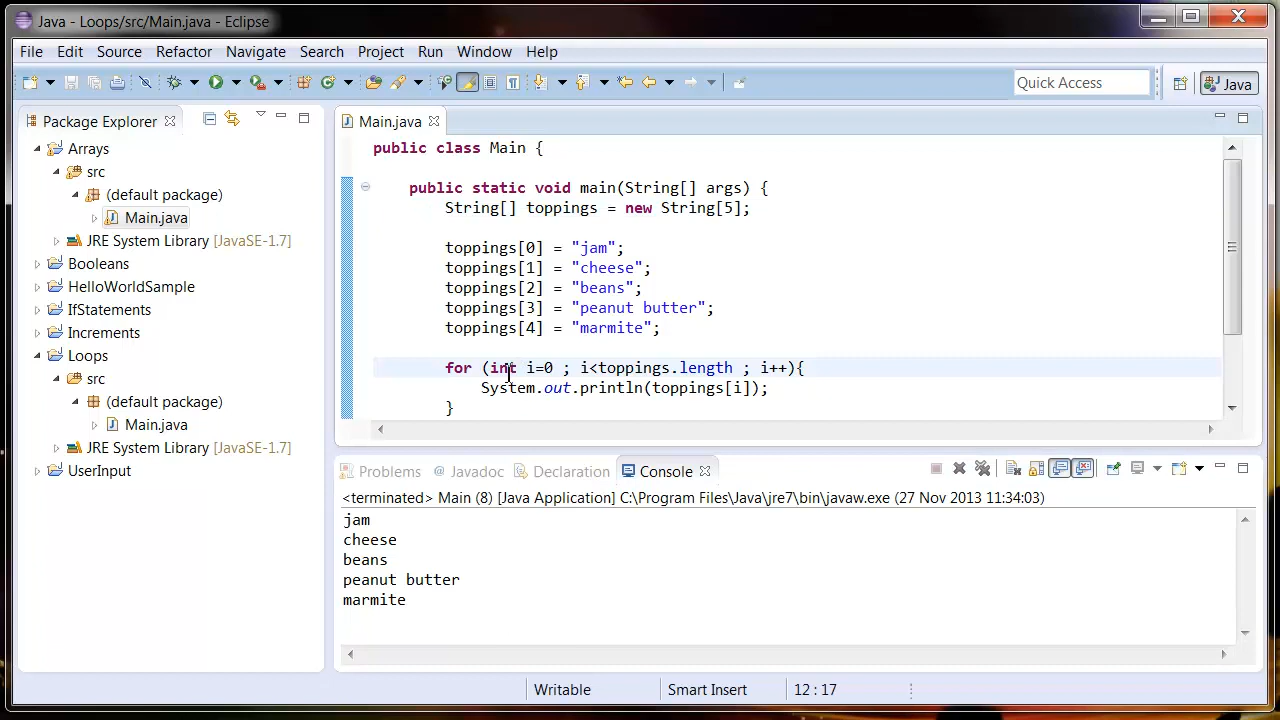 Java - Loops/src/Main.java - Eclipse
File Edit Source Refactor Navigate Search Project Run Window Help
Quick Access
Java
Package Explorer
Arrays
src
(default package)
Main.java
JRE System Library [JavaSE-1.7]
Booleans
HelloWorldSample
IfStatements
Increments
Loops
src
(default package)
Main.java
JRE System Library [JavaSE-1.7]
UserInput
Main.java
public class Main {
public static void main(String[] args) {
String[] toppings = new String[5];
toppings[0] = "jam";
toppings[1] = "cheese";
toppings[2] = "beans";
toppings[3] = "peanut butter";
toppings[4] = "marmite";
for (int i=0 ; i<toppings.length ; i++){
System.out.println(toppings[i]);
}
Problems @ Javadoc Declaration Console
<terminated> Main (8) [Java Application] C:\Program Files\Java\jre7\bin\javaw.exe (27 Nov 2013 11:34:03)
jam
cheese
beans
peanut butter
marmite
Writable Smart Insert 12 : 17